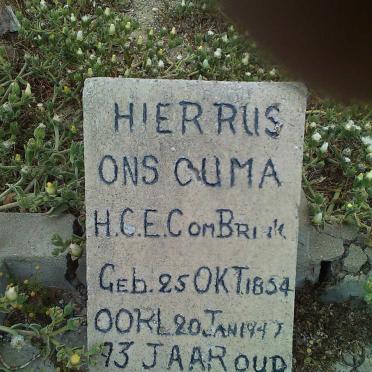 HIER RUS
ONS OUMA
H.C.E. ComBrink
Geb. 25 OKT. 1854
OORL 20 Jan 1947
93 JAAR OUD